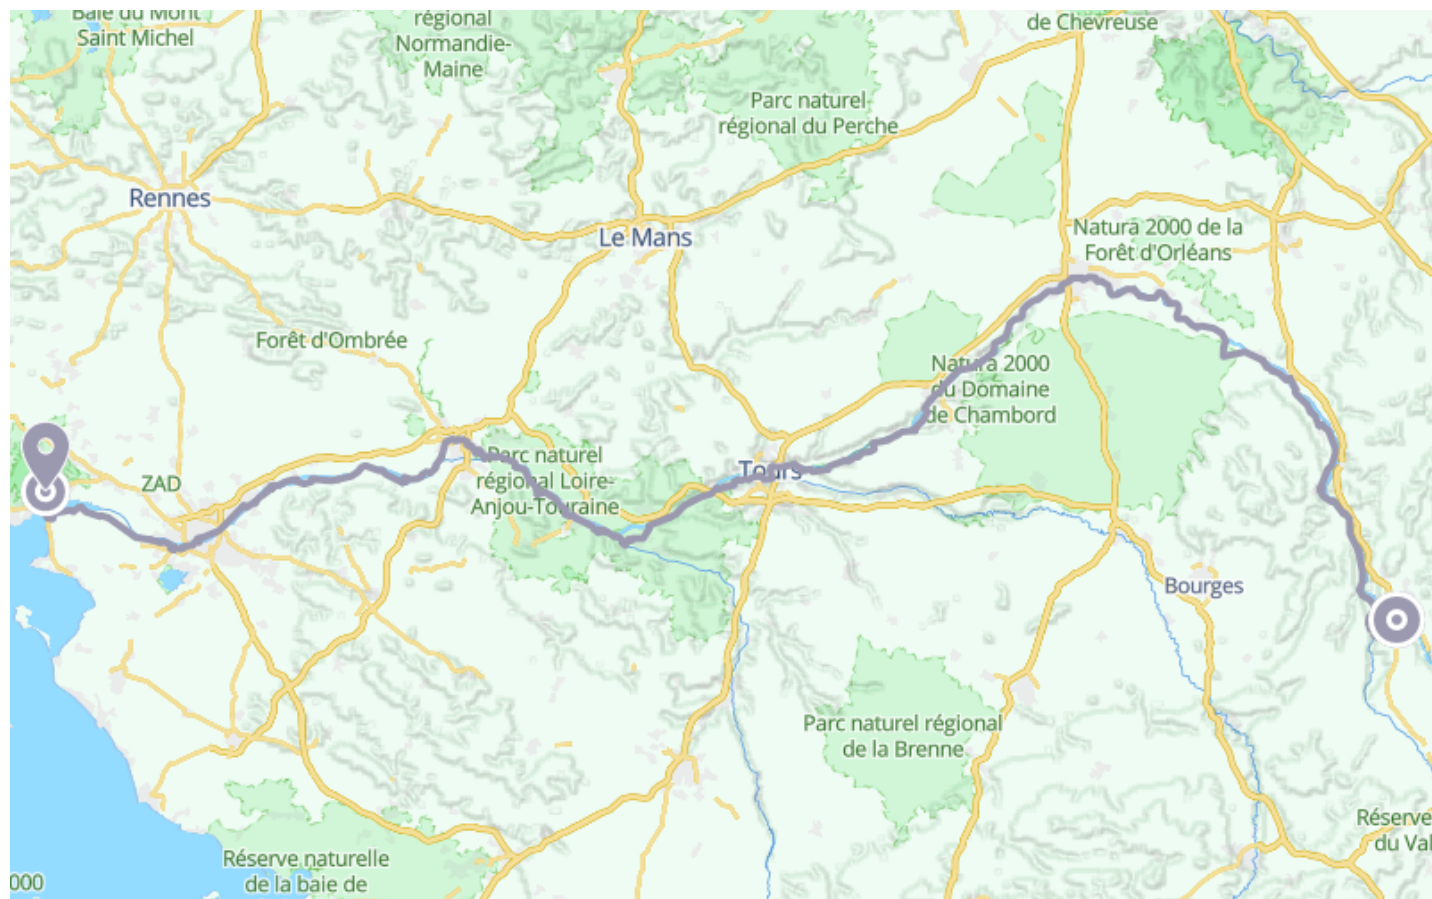 Baie du Mont
Saint Michel
régional
Normandie-
Maine
de Chevreuse
Parc naturel
régional du Perche
Rennes
Le Mans
Natura 2000 de la
Forêt d'Orléans
Forêt d'Ombrée
Natura 2000
du Domaine
de Chambord
Parc naturel
régional Loire-
Anjou-Touraine
ZAD
Tours
Bourges
Parc naturel régional
de la Brenne
Réserve
du Val
Réserve naturelle
de la baie de
000